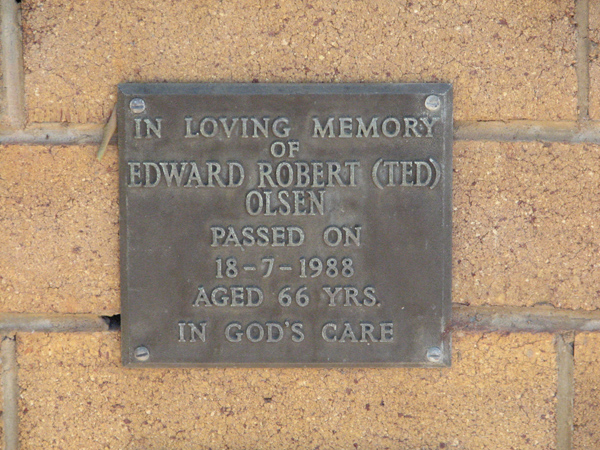 IN LOVING MEMORY
OF
EDWARD ROBERT (TED)
OLSEN
PASSED ON
18-7-1988
AGED 66 YRS.
IN GOD'S CARE